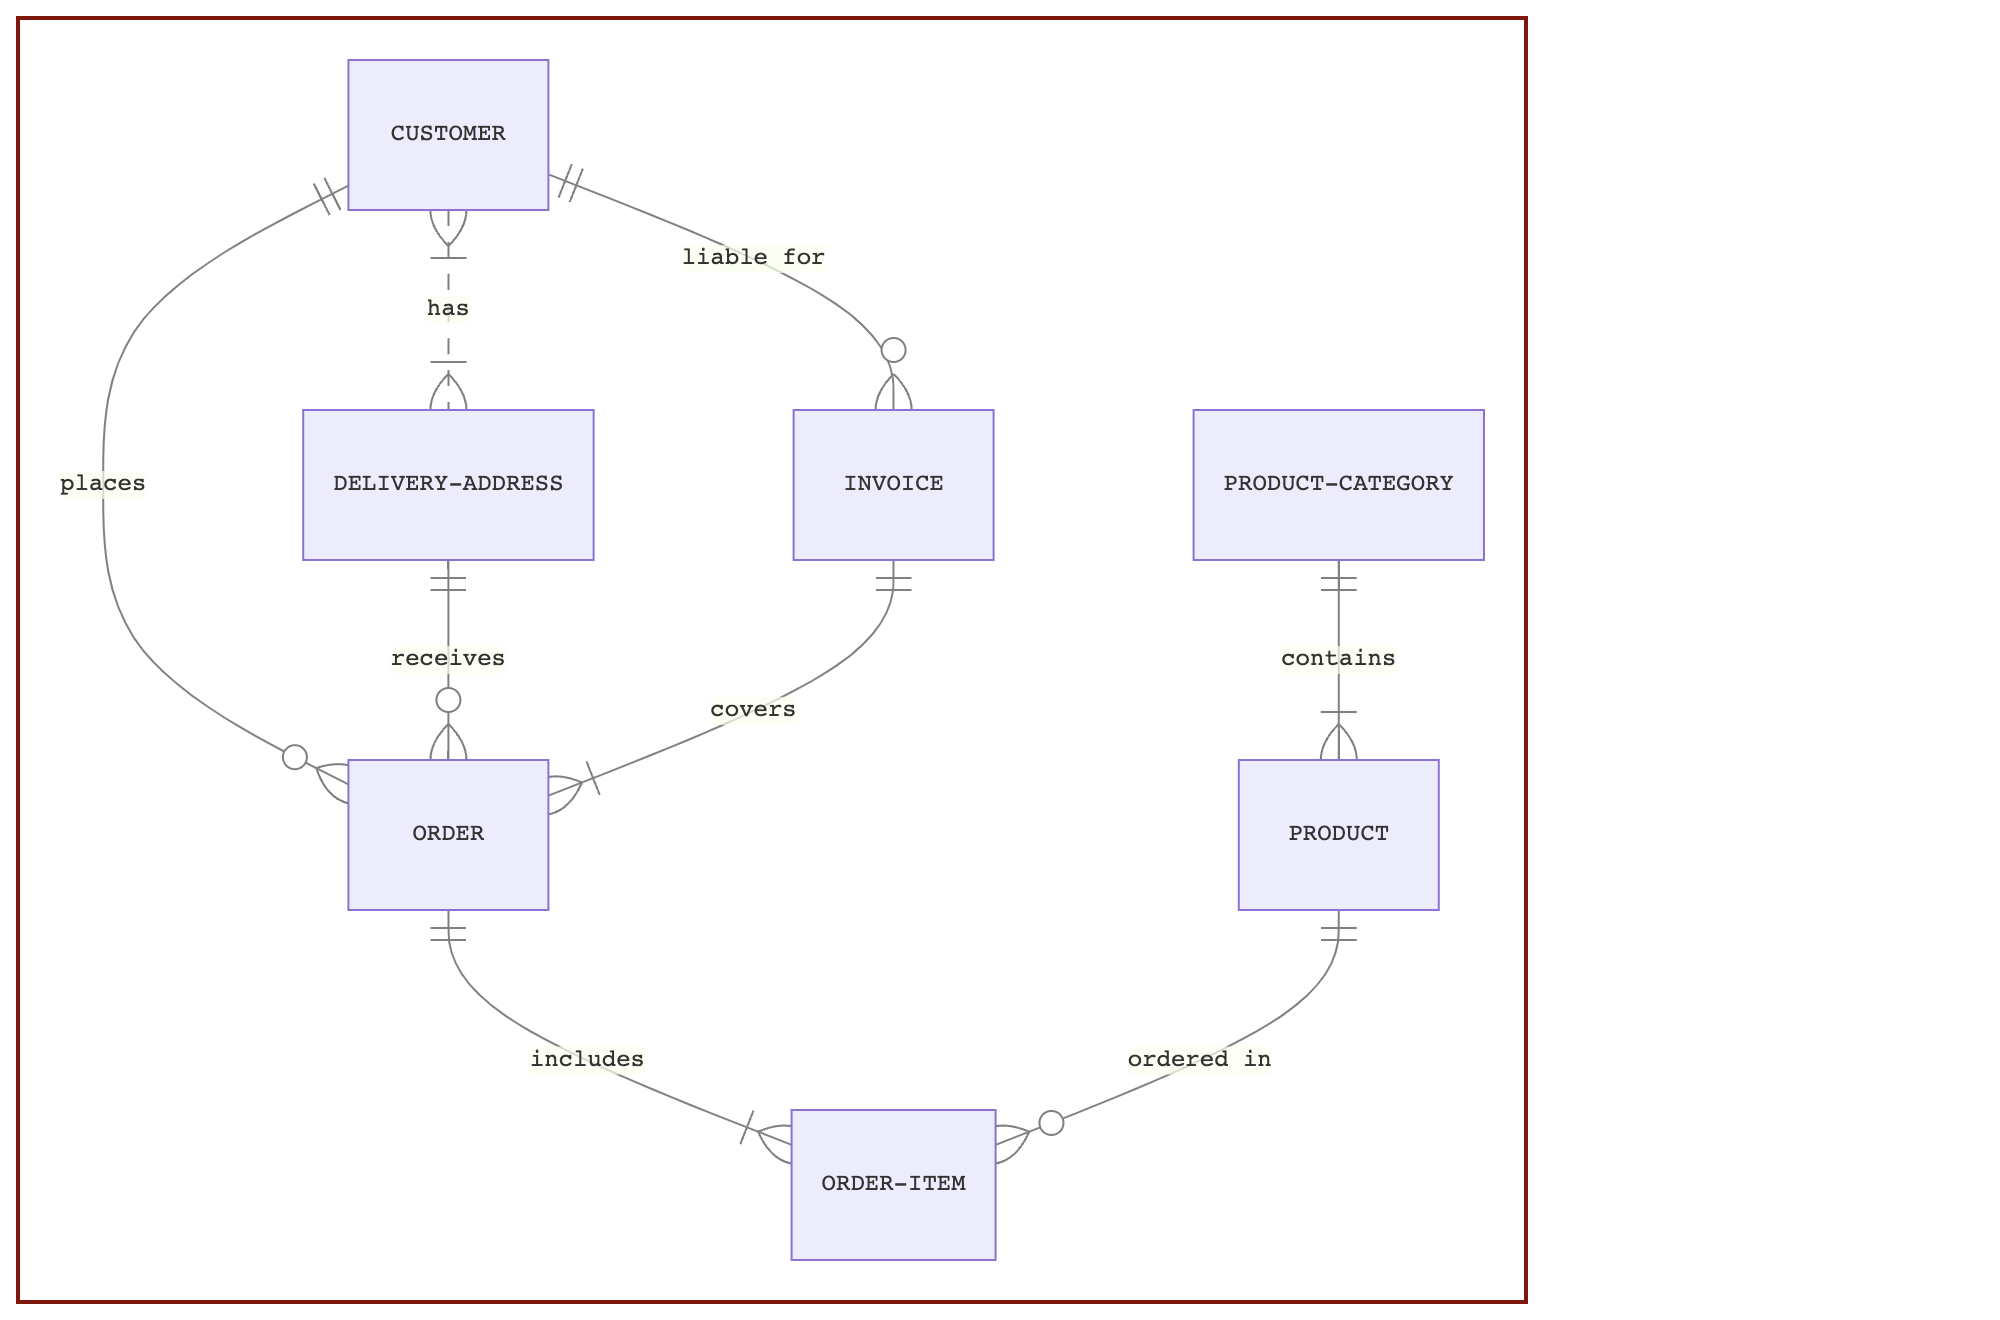 CUSTOMER
liable for
has
places
DELIVERY-ADDRESS
INVOICE
PRODUCT-CATEGORY
receives
contains
covers
ORDER
PRODUCT
includes
ordered in
ORDER-ITEM